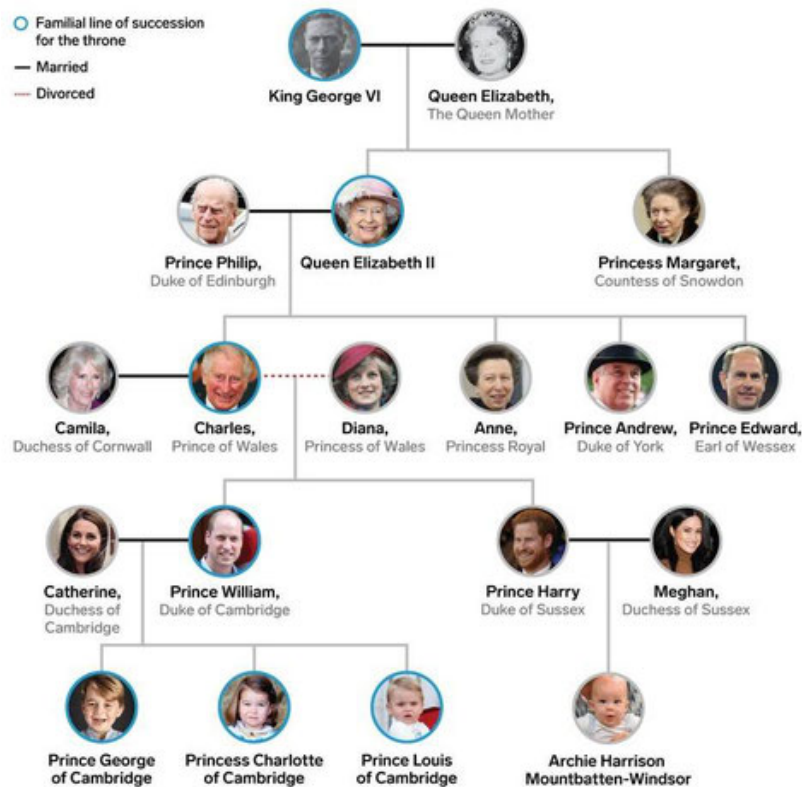 Familial line of succession
for the throne
Married
Divorced
King George VI
Queen Elizabeth,
The Queen Mother
Prince Philip,
Duke of Edinburgh
Queen Elizabeth II
Princess Margaret,
Countess of Snowdon
Camila,
Duchess of Cornwall
Charles,
Prince of Wales
Diana,
Princess of Wales
Anne,
Princess Royal
Prince Andrew,
Duke of York
Prince Edward,
Earl of Wessex
Catherine,
Duchess of
Cambridge
Prince William,
Duke of Cambridge
Prince Harry
Duke of Sussex
Meghan,
Duchess of Sussex
Prince George
of Cambridge
Princess Charlotte
of Cambridge
Prince Louis
of Cambridge
Archie Harrison
Mountbatten-Windsor